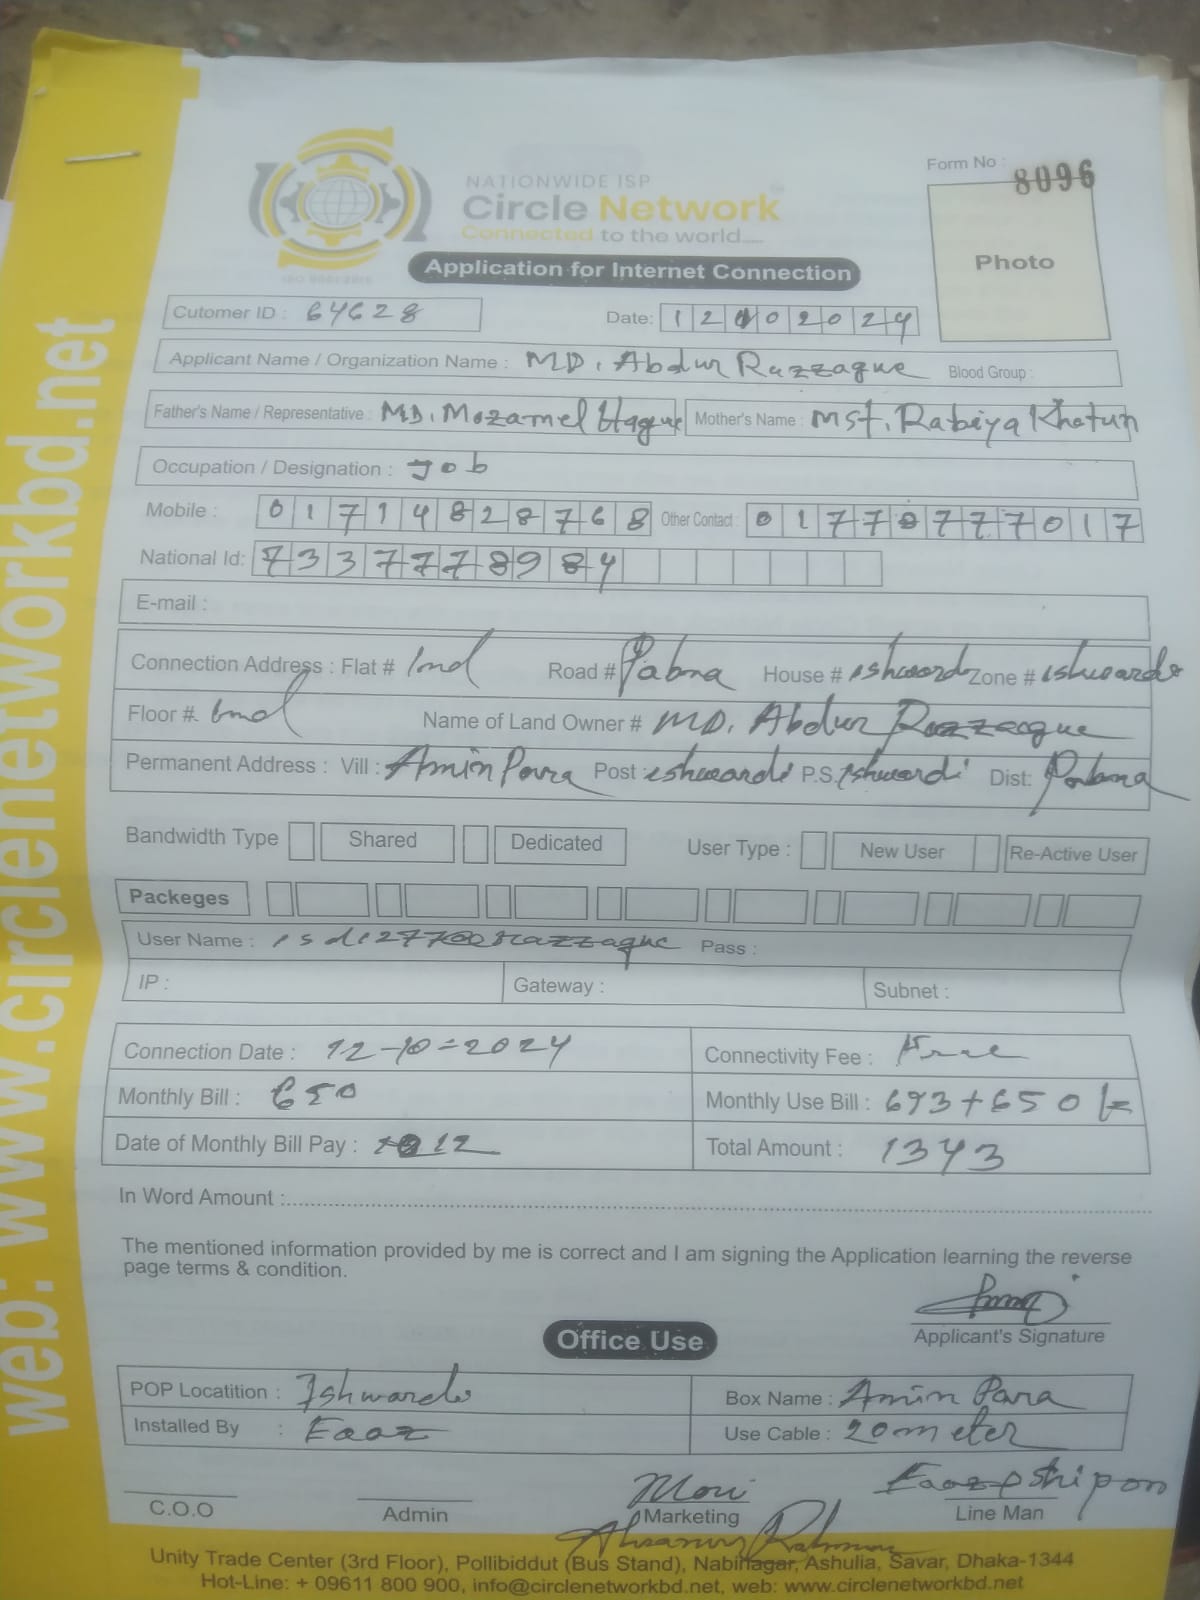 web: www.circlenetworkbd.net
Form No : 8096
NATIONWIDE ISP
Circle Network
Connected to the world.....
Photo
Application for Internet Connection
Cutomer ID : 64628 Date: 12102024
Applicant Name / Organization Name : MD. Abdur Razzaque Blood Group :
Father's Name / Representative : MD. Mozamel Haque Mother's Name : Mst. Rabiya Khatun
Occupation / Designation : Job
Mobile : 01714828768 Other Contact : 01770777017
National Id: 7337778984
E-mail :
Connection Address : Flat # Road # Pabna House # ishwardi Zone # ishwardi
Floor #. Name of Land Owner # MD. Abdur Razzaque
Permanent Address : Vill : Amin Para Post : ishwardi P.S. ishwardi Dist: Pabna
Bandwidth Type Shared Dedicated User Type : New User Re-Active User
Packeges
User Name : Pass :
IP : Gateway : Subnet :
Connection Date : 12-10-2024 Connectivity Fee : Free
Monthly Bill : 650 Monthly Use Bill : 693+650
Date of Monthly Bill Pay : 12 Total Amount : 1343
In Word Amount :
The mentioned information provided by me is correct and I am signing the Application learning the reverse
page terms & condition.
Applicant's Signature
Office Use
POP Locatition : Ishwardi Box Name : Amin Para
Installed By : Eaaz Use Cable : 20 meter
Moni Eaaz Shipon
C.O.O Admin Marketing Line Man
Ahsanur Rahman
Unity Trade Center (3rd Floor), Pollibiddut (Bus Stand), Nabinagar, Ashulia, Savar, Dhaka-1344
Hot-Line: + 09611 800 900, info@circlenetworkbd.net, web: www.circlenetworkbd.net